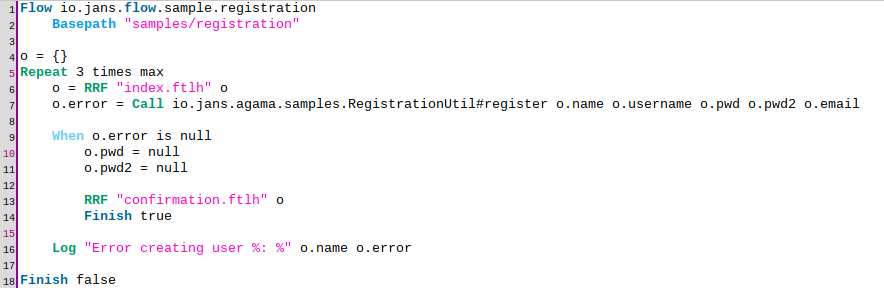 1 Flow io.jans.flow.sample.registration
2     Basepath "samples/registration"
3
4 o = {}
5 Repeat 3 times max
6     o = RRF "index.ftlh" o
7     o.error = Call io.jans.agama.samples.RegistrationUtil#register o.name o.username o.pwd o.pwd2 o.email
8
9     When o.error is null
10         o.pwd = null
11         o.pwd2 = null
12
13         RRF "confirmation.ftlh" o
14         Finish true
15
16     Log "Error creating user %: %" o.name o.error
17
18 Finish false